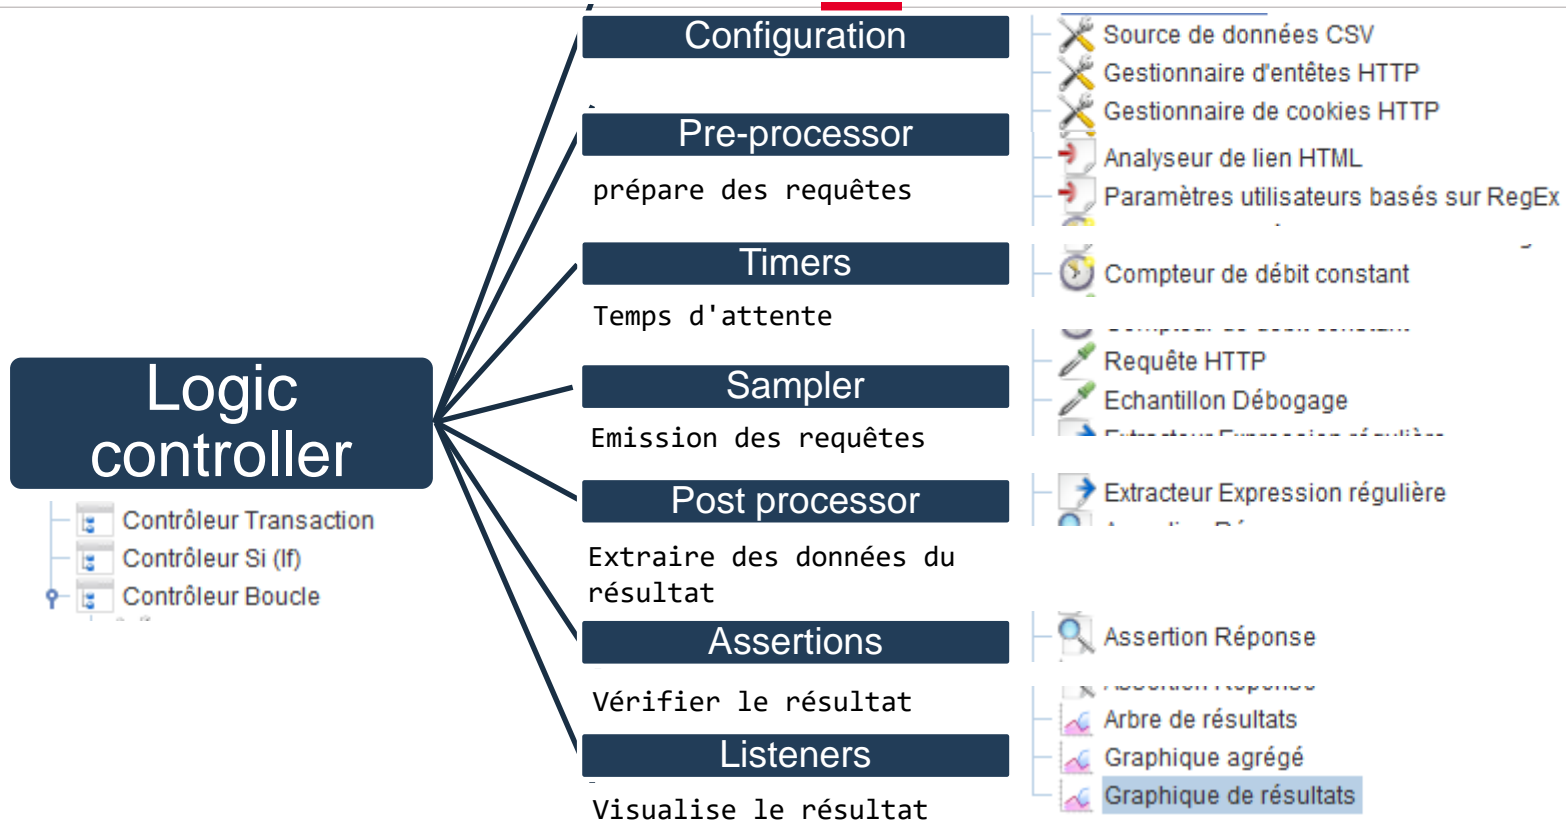 Configuration
Source de données CSV
Gestionnaire d'entêtes HTTP
Gestionnaire de cookies HTTP
Pre-processor
prépare des requêtes
Analyseur de lien HTML
Paramètres utilisateurs basés sur RegEx
Timers
Temps d'attente
Compteur de débit constant
Logic
controller
Contrôleur Transaction
Contrôleur Si (If)
Contrôleur Boucle
Sampler
Emission des requêtes
Requête HTTP
Echantillon Débogage
Post processor
Extraire des données du
résultat
Extracteur Expression régulière
Assertions
Vérifier le résultat
Assertion Réponse
Listeners
Visualise le résultat
Arbre de résultats
Graphique agrégé
Graphique de résultats